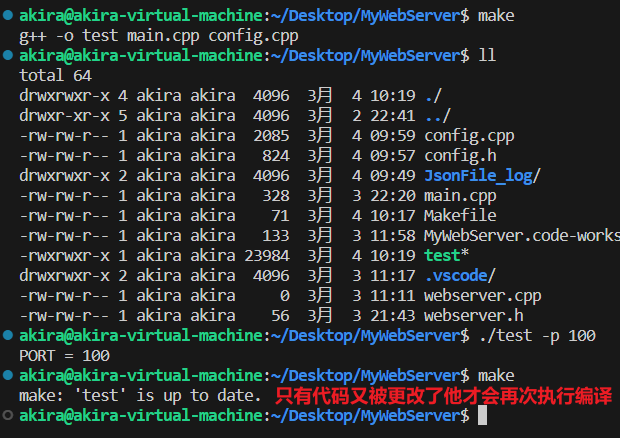 akira@akira-virtual-machine:~/Desktop/MyWebServer$ make
g++ -o test main.cpp config.cpp
akira@akira-virtual-machine:~/Desktop/MyWebServer$ ll
total 64
drwxrwxr-x 4 akira akira  4096  3月  4 10:19 ./
drwxr-xr-x 5 akira akira  4096  3月  2 22:41 ../
-rw-rw-r-- 1 akira akira  2085  3月  4 09:59 config.cpp
-rw-rw-r-- 1 akira akira   824  3月  4 09:57 config.h
drwxrwxr-x 2 akira akira  4096  3月  4 09:49 JsonFile_log/
-rw-rw-r-- 1 akira akira   328  3月  3 22:20 main.cpp
-rw-rw-r-- 1 akira akira    71  3月  4 10:17 Makefile
-rw-rw-r-- 1 akira akira   133  3月  3 11:58 MyWebServer.code-works
-rwxrwxr-x 1 akira akira 23984  3月  4 10:19 test*
drwxrwxr-x 2 akira akira  4096  3月  3 11:17 .vscode/
-rw-rw-r-- 1 akira akira     0  3月  3 11:11 webserver.cpp
-rw-rw-r-- 1 akira akira    56  3月  3 21:43 webserver.h
akira@akira-virtual-machine:~/Desktop/MyWebServer$ ./test -p 100
PORT = 100
akira@akira-virtual-machine:~/Desktop/MyWebServer$ make
make: 'test' is up to date. 只有代码又被更改了他才会再次执行编译
akira@akira-virtual-machine:~/Desktop/MyWebServer$